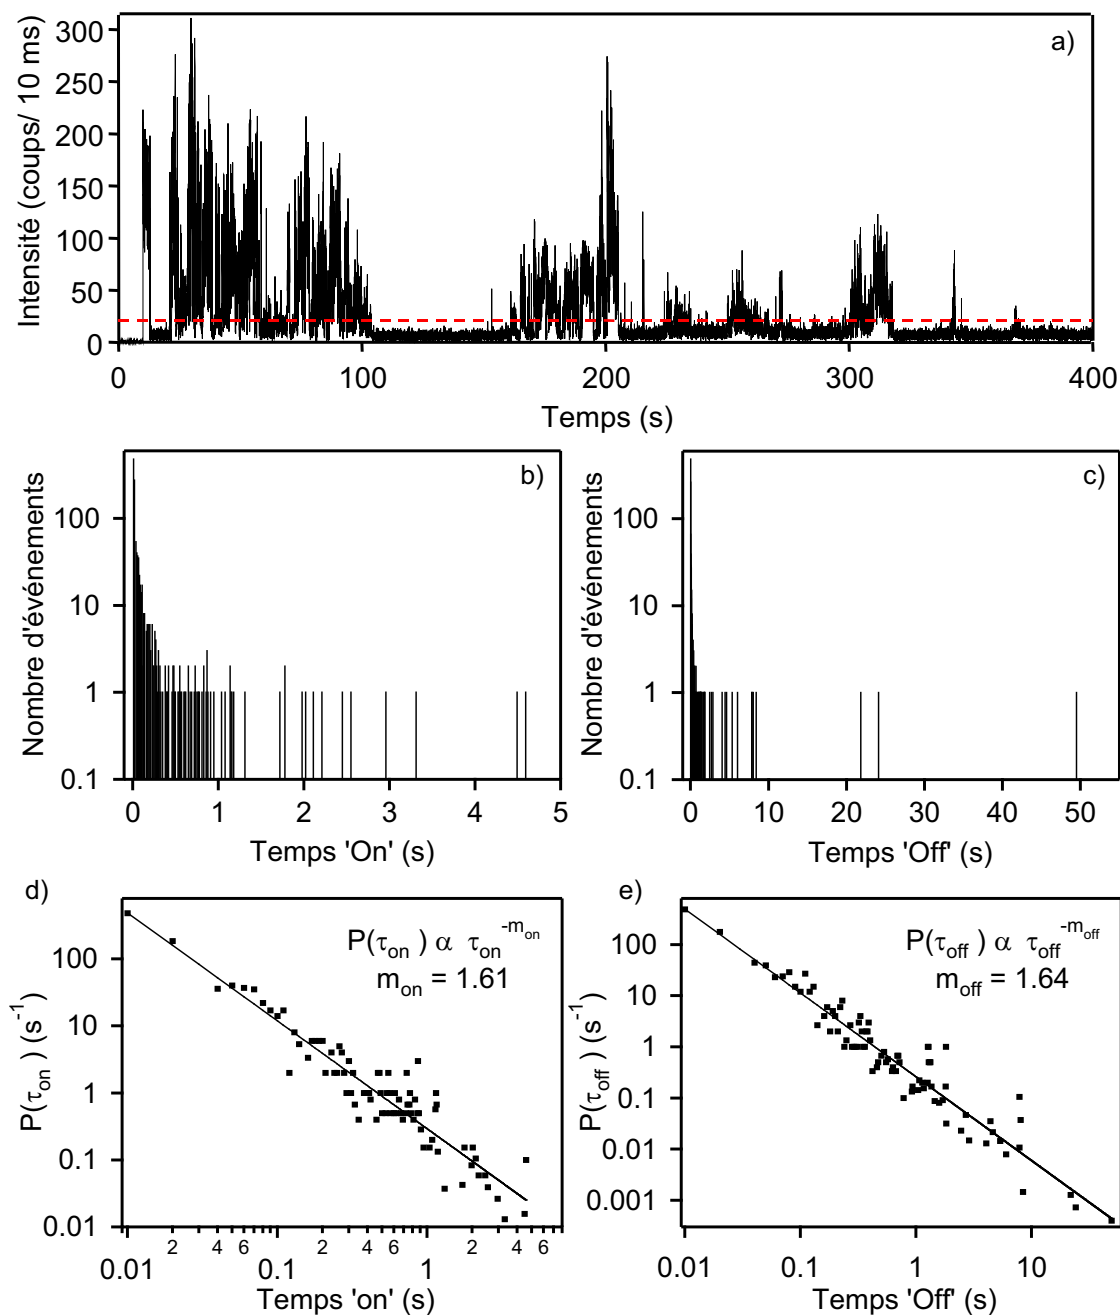 a)
Intensité (coups/ 10 ms)
300
250
200
150
100
50
0
0 100 200 300 400
Temps (s)
b)
Nombre d'événements
100
10
1
0.1
0 1 2 3 4 5
Temps 'On' (s)
c)
Nombre d'événements
100
10
1
0.1
0 10 20 30 40 50
Temps 'Off' (s)
d)
P(τon) (s-1)
P(τon) α τon-mon
mon = 1.61
100
10
1
0.1
0.01
2 4 6 2 4 6 2 4 6
0.01 0.1 1
Temps 'on' (s)
e)
P(τoff) (s-1)
P(τoff) α τoff-moff
moff = 1.64
100
10
1
0.1
0.01
0.001
0.01 0.1 1 10
Temps 'Off' (s)